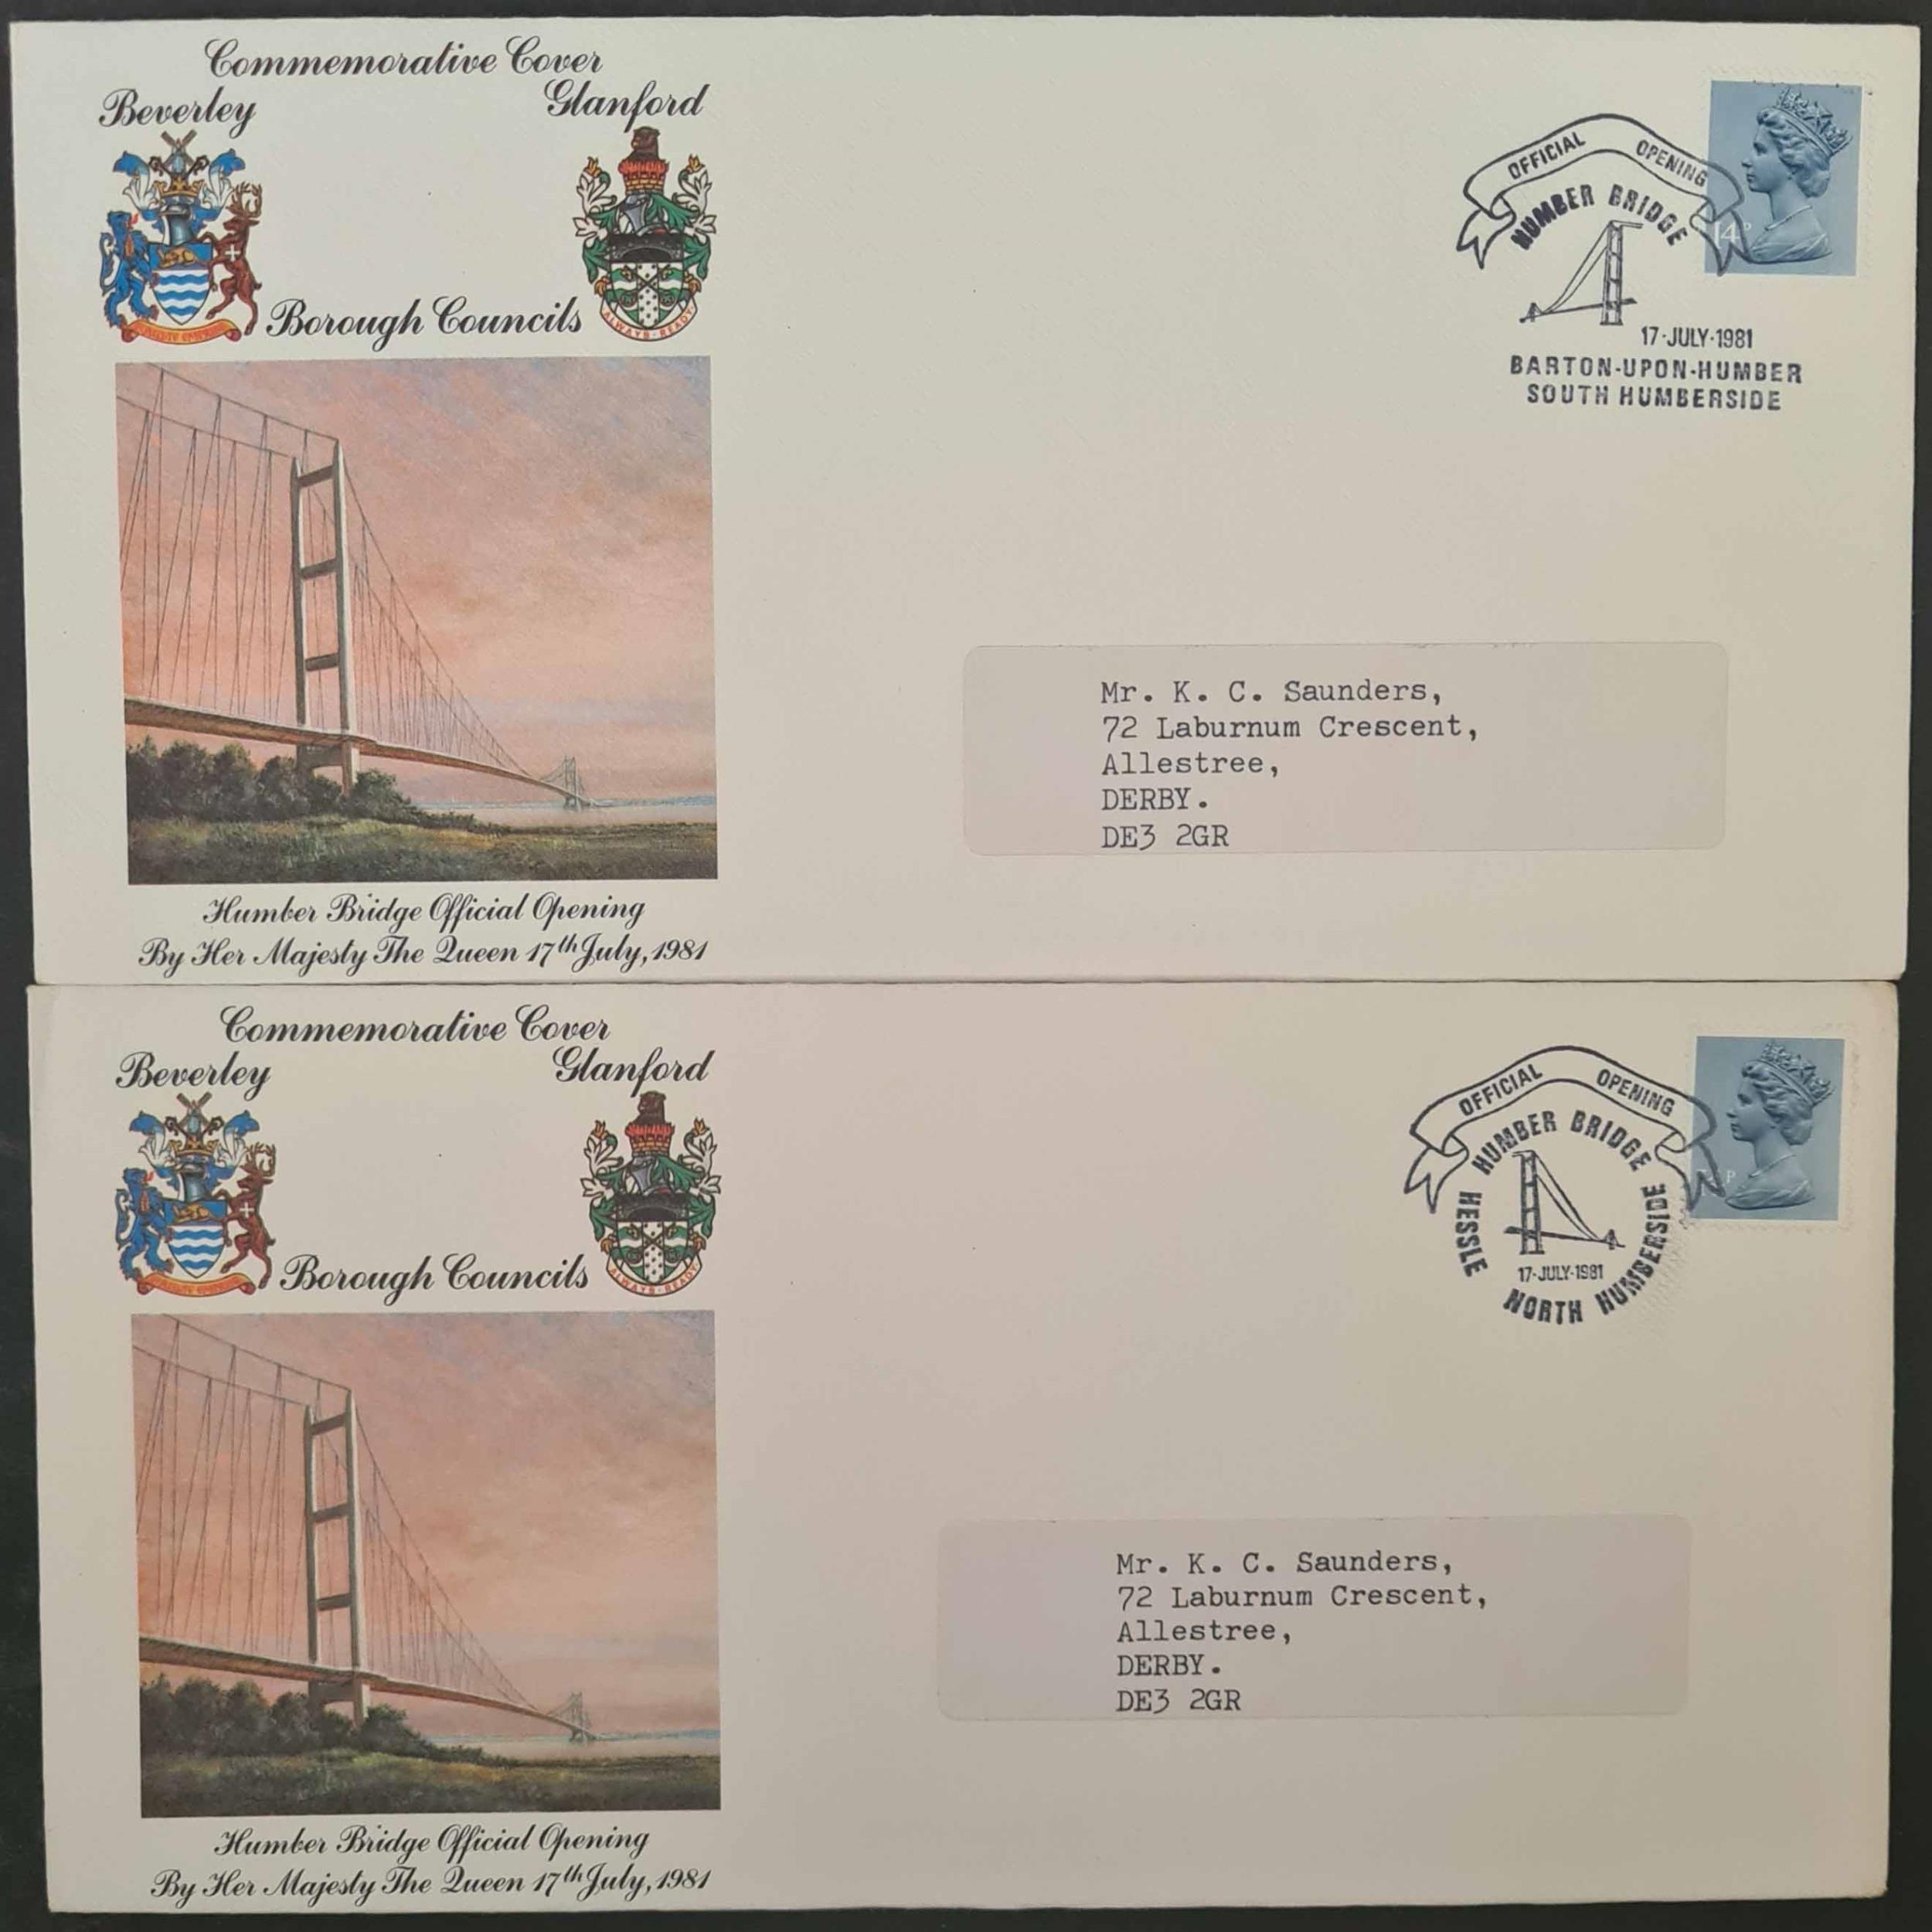 Commemorative Cover
Beverley Glanford
Borough Councils
ALWAYS · READY
OFFICIAL OPENING
HUMBER BRIDGE
14P
17·JULY·1981
BARTON-UPON-HUMBER
SOUTH HUMBERSIDE
Mr. K. C. Saunders,
72 Laburnum Crescent,
Allestree,
DERBY.
DE3 2GR
Humber Bridge Official Opening
By Her Majesty The Queen 17th July, 1981
Commemorative Cover
Beverley Glanford
Borough Councils
ALWAYS · READY
OFFICIAL OPENING
HUMBER BRIDGE
P
17·JULY·1981
HESSLE
NORTH HUMBERSIDE
Mr. K. C. Saunders,
72 Laburnum Crescent,
Allestree,
DERBY.
DE3 2GR
Humber Bridge Official Opening
By Her Majesty The Queen 17th July, 1981